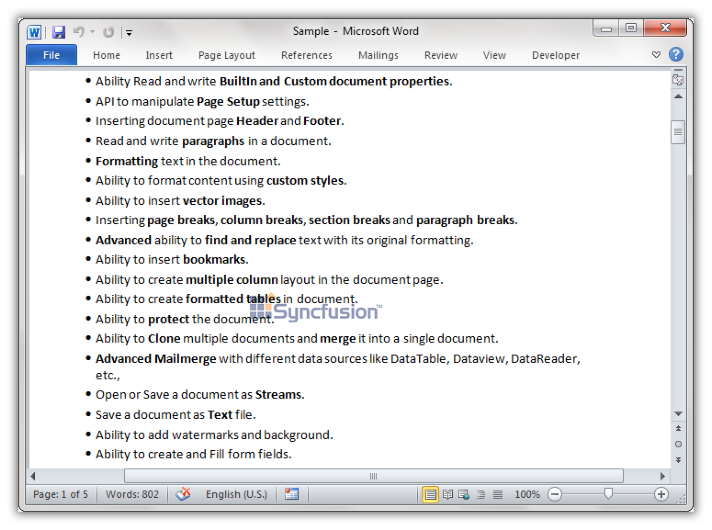 Sample - Microsoft Word
File Home Insert Page Layout References Mailings Review View Developer
• Ability Read and write BuiltIn and Custom document properties.
• API to manipulate Page Setup settings.
• Inserting document page Header and Footer.
• Read and write paragraphs in a document.
• Formatting text in the document.
• Ability to format content using custom styles.
• Ability to insert vector images.
• Inserting page breaks, column breaks, section breaks and paragraph breaks.
• Advanced ability to find and replace text with its original formatting.
• Ability to insert bookmarks.
• Ability to create multiple column layout in the document page.
• Ability to create formatted tables in document.
Syncfusion™
• Ability to protect the document.
• Ability to Clone multiple documents and merge it into a single document.
• Advanced Mailmerge with different data sources like DataTable, Dataview, DataReader,
etc.,
• Open or Save a document as Streams.
• Save a document as Text file.
• Ability to add watermarks and background.
• Ability to create and Fill form fields.
Page: 1 of 5 Words: 802 English (U.S.) 100%